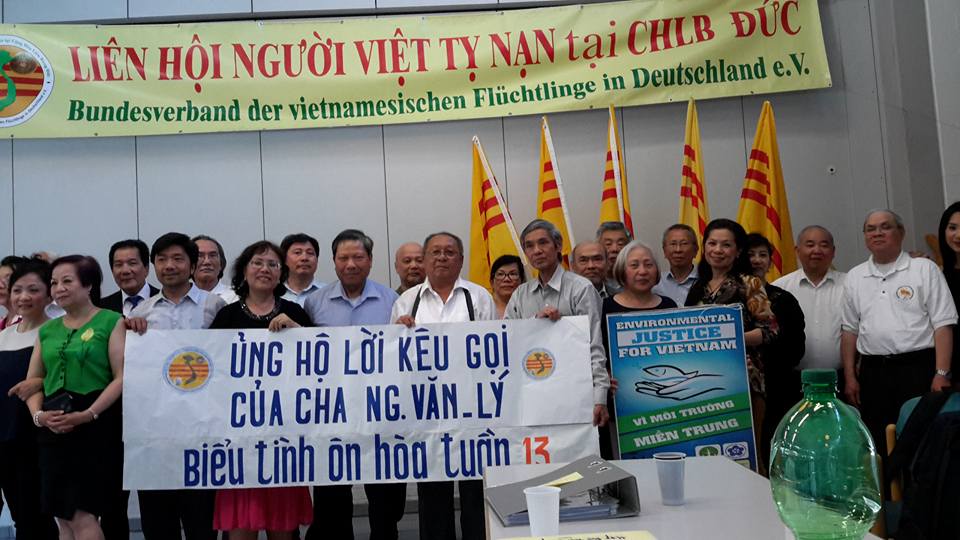 LIÊN HỘI NGƯỜI VIỆT TỴ NẠN tại CHLB ĐỨC
Bundesverband der vietnamesischen Flüchtlinge in Deutschland e.V.
ỦNG HỘ LỜI KÊU GỌI
CỦA CHA NG. VĂN_LÝ
Biểu tình ôn hòa tuần 13
ENVIRONMENTAL
JUSTICE
FOR VIETNAM
VÌ MÔI TRƯỜNG
MIỀN TRUNG